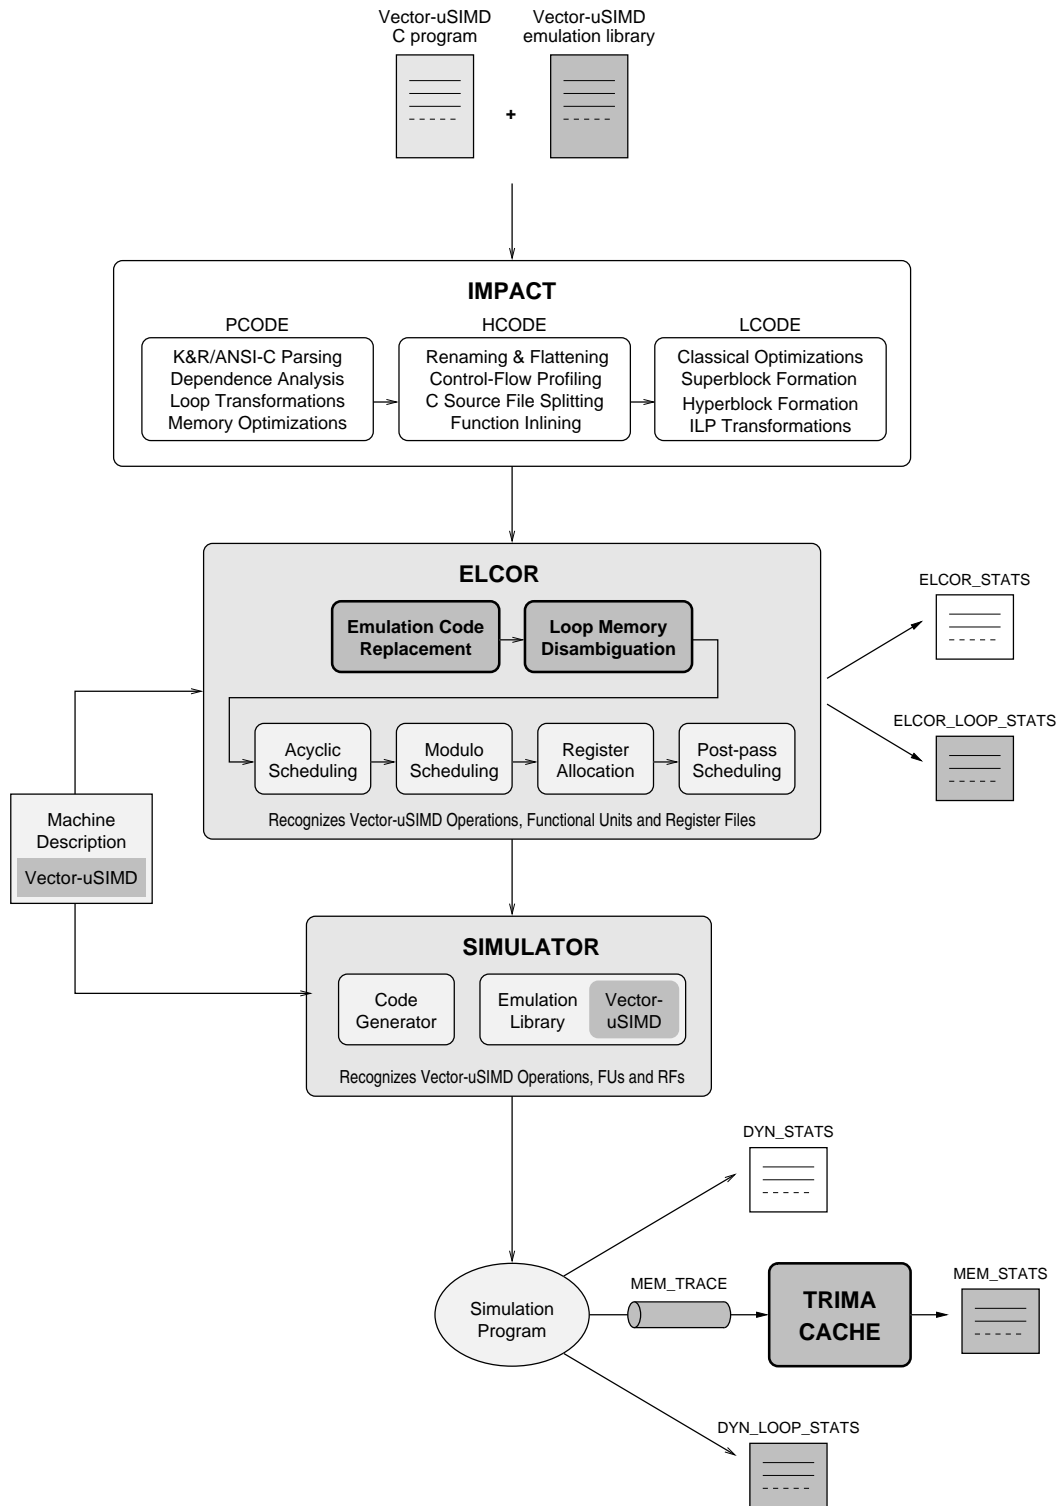 Vector-uSIMD
C program
Vector-uSIMD
emulation library
+
IMPACT
PCODE
K&R/ANSI-C Parsing
Dependence Analysis
Loop Transformations
Memory Optimizations
HCODE
Renaming & Flattening
Control-Flow Profiling
C Source File Splitting
Function Inlining
LCODE
Classical Optimizations
Superblock Formation
Hyperblock Formation
ILP Transformations
ELCOR
Emulation Code
Replacement
Loop Memory
Disambiguation
Acyclic
Scheduling
Modulo
Scheduling
Register
Allocation
Post-pass
Scheduling
Recognizes Vector-uSIMD Operations, Functional Units and Register Files
ELCOR_STATS
ELCOR_LOOP_STATS
Machine
Description
Vector-uSIMD
SIMULATOR
Code
Generator
Emulation
Library
Vector-
uSIMD
Recognizes Vector-uSIMD Operations, FUs and RFs
DYN_STATS
Simulation
Program
MEM_TRACE
TRIMA
CACHE
MEM_STATS
DYN_LOOP_STATS